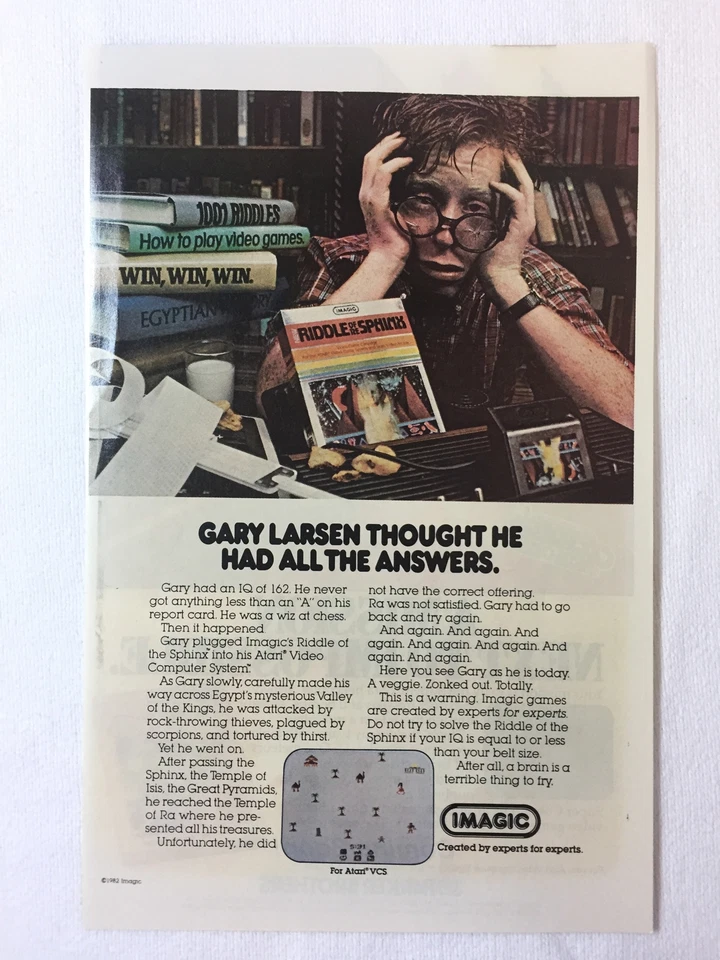 1001 RIDDLES
How to play video games.
WIN, WIN, WIN.
EGYPTIAN
IMAGIC
RIDDLE OF THE SPHINX
GARY LARSEN THOUGHT HE
HAD ALL THE ANSWERS.
Gary had an IQ of 162. He never
got anything less than an "A" on his
report card. He was a wiz at chess.
Then it happened.
Gary plugged Imagic's Riddle of
the Sphinx™ into his Atari® Video
Computer System™.
As Gary slowly, carefully made his
way across Egypt's mysterious Valley
of the Kings, he was attacked by
rock-throwing thieves, plagued by
scorpions, and tortured by thirst.
Yet he went on.
After passing the
Sphinx, the Temple of
Isis, the Great Pyramids,
he reached the Temple
of Ra where he pre-
sented all his treasures.
Unfortunately, he did
not have the correct offering.
Ra was not satisfied. Gary had to go
back and try again.
And again. And again. And
again. And again. And again. And
again. And again.
Here you see Gary as he is today.
A veggie. Zonked out. Totally.
This is a warning. Imagic games
are created by experts for experts.
Do not try to solve the Riddle of the
Sphinx if your IQ is equal to or less
than your belt size.
After all, a brain is a
terrible thing to fry.
5:31
For Atari® VCS
IMAGIC
Created by experts for experts.
©1982 Imagic